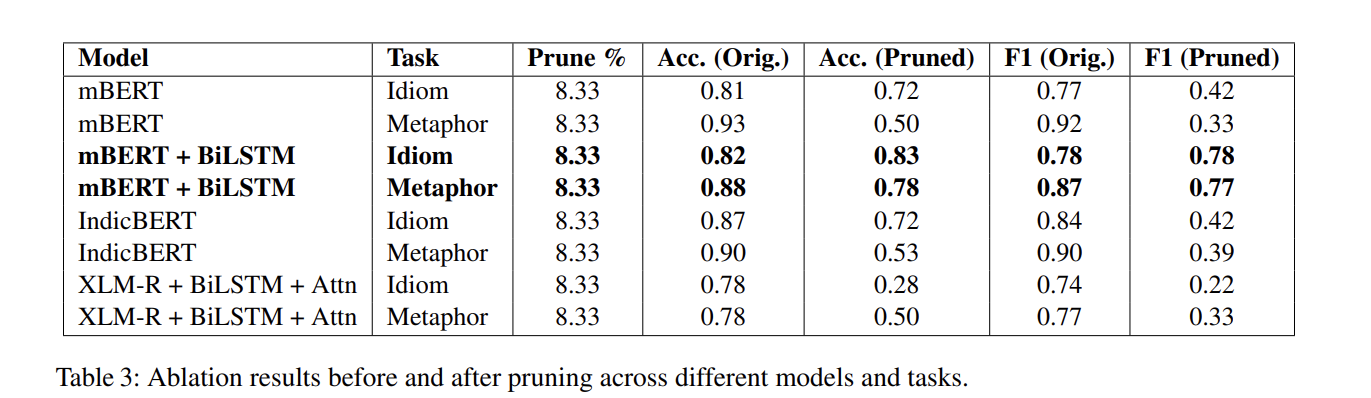 Model Task Prune % Acc. (Orig.) Acc. (Pruned) F1 (Orig.) F1 (Pruned)
mBERT Idiom 8.33 0.81 0.72 0.77 0.42
mBERT Metaphor 8.33 0.93 0.50 0.92 0.33
mBERT + BiLSTM Idiom 8.33 0.82 0.83 0.78 0.78
mBERT + BiLSTM Metaphor 8.33 0.88 0.78 0.87 0.77
IndicBERT Idiom 8.33 0.87 0.72 0.84 0.42
IndicBERT Metaphor 8.33 0.90 0.53 0.90 0.39
XLM-R + BiLSTM + Attn Idiom 8.33 0.78 0.28 0.74 0.22
XLM-R + BiLSTM + Attn Metaphor 8.33 0.78 0.50 0.77 0.33
Table 3: Ablation results before and after pruning across different models and tasks.